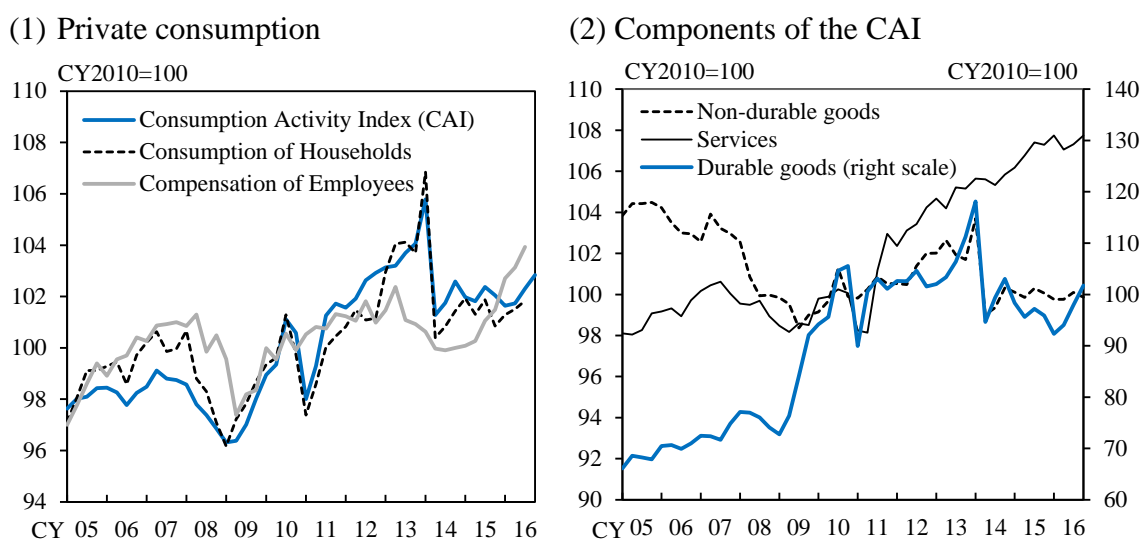 (1) Private consumption
CY2010=100
110
108
106
104
102
100
98
96
94
Consumption Activity Index (CAI)
Consumption of Households
Compensation of Employees
CY 05 06 07 08 09 10 11 12 13 14 15 16
(2) Components of the CAI
CY2010=100
CY2010=100
110
108
106
104
102
100
98
96
94
92
90
Non-durable goods
Services
Durable goods (right scale)
140
130
120
110
100
90
80
70
60
CY 05 06 07 08 09 10 11 12 13 14 15 16